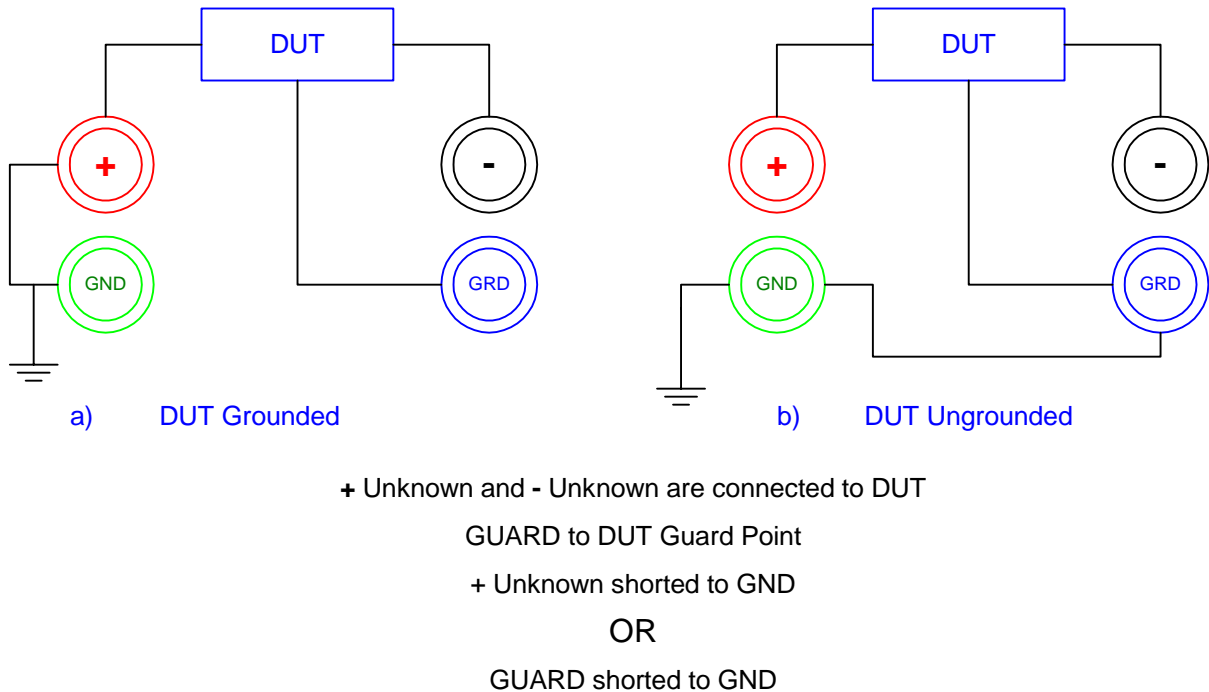 DUT
DUT
+
-
+
-
GND
GRD
GND
GRD
a) DUT Grounded
b) DUT Ungrounded
+ Unknown and - Unknown are connected to DUT
GUARD to DUT Guard Point
+ Unknown shorted to GND
OR
GUARD shorted to GND